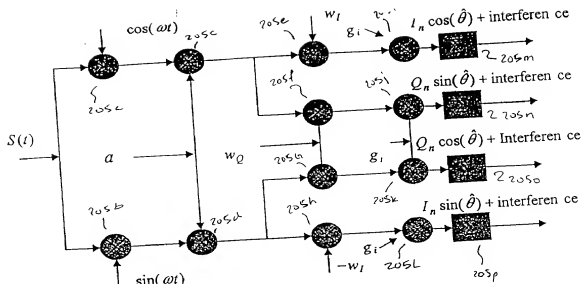 w_I
I_n cos(θ̂) + interferen ce
cos(ωt)
205c
205e
g_i
205m
205a
205f
205j
Q_n sin(θ̂) + interferen ce
205n
S(t)
a
w_Q
Q_n cos(θ̂) + Interferen ce
g_i
205k
205o
205b
205d
205h
I_n sin(θ̂) + interferen ce
g_i
-w_I
205L
205p
sin(ωt)